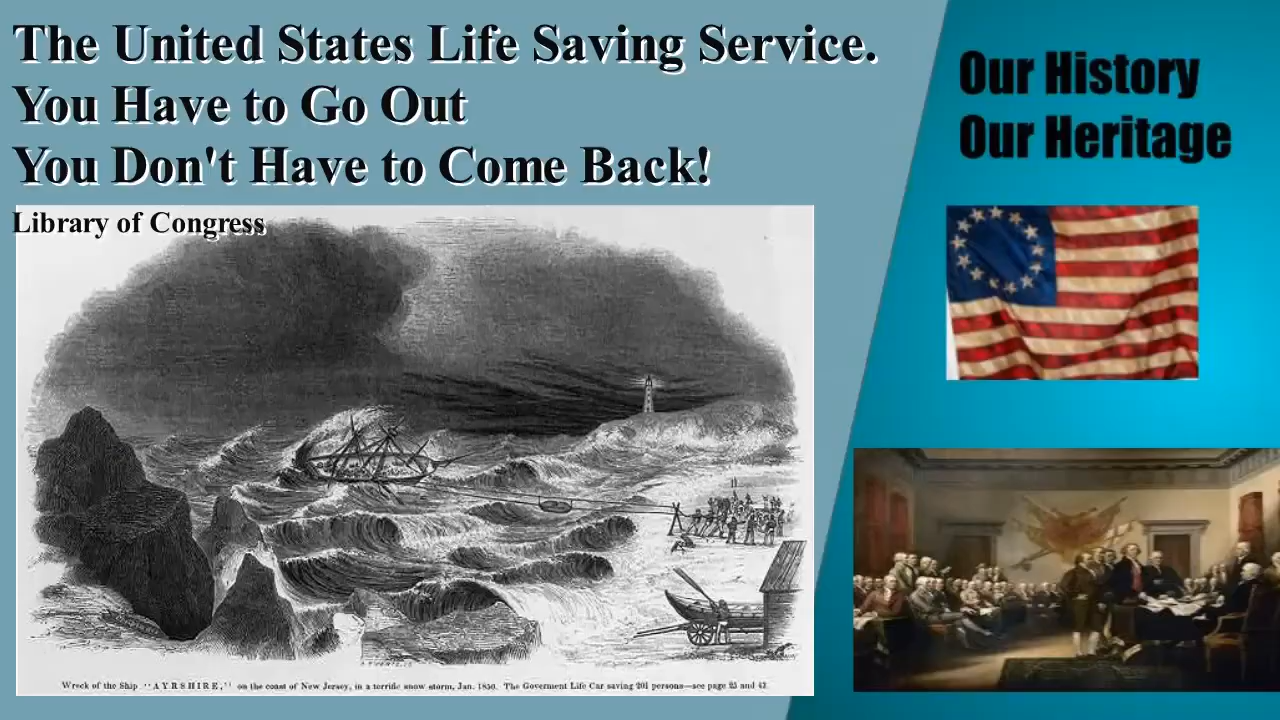 The United States Life Saving Service.
You Have to Go Out
You Don't Have to Come Back!
Library of Congress
Our History
Our Heritage
Wreck of the Ship "AYRSHIRE," on the coast of New Jersey, in a terrific snow storm, Jan. 1850. The Goverment Life Car saving 201 persons—see page 25 and 42